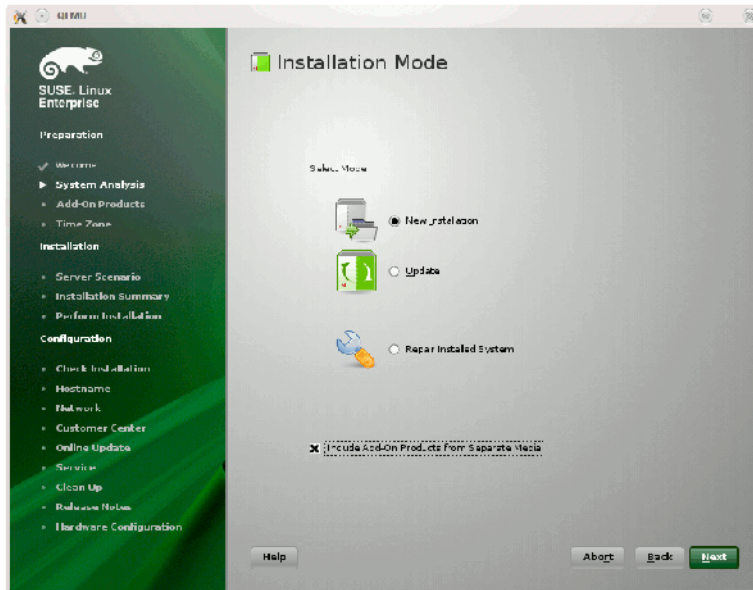 QEMU
Installation Mode
SUSE. Linux
Enterprise
Preparation
Welcome
System Analysis
Add-On Products
Time Zone
Installation
Server Scenario
Installation Summary
Perform Installation
Configuration
Check Installation
Hostname
Network
Customer Center
Online Update
Service
Clean Up
Release Notes
Hardware Configuration
Select Mode
New Installation
Update
Repair Installed System
Include Add-On Products from Separate Media
Help
Abort
Back
Next